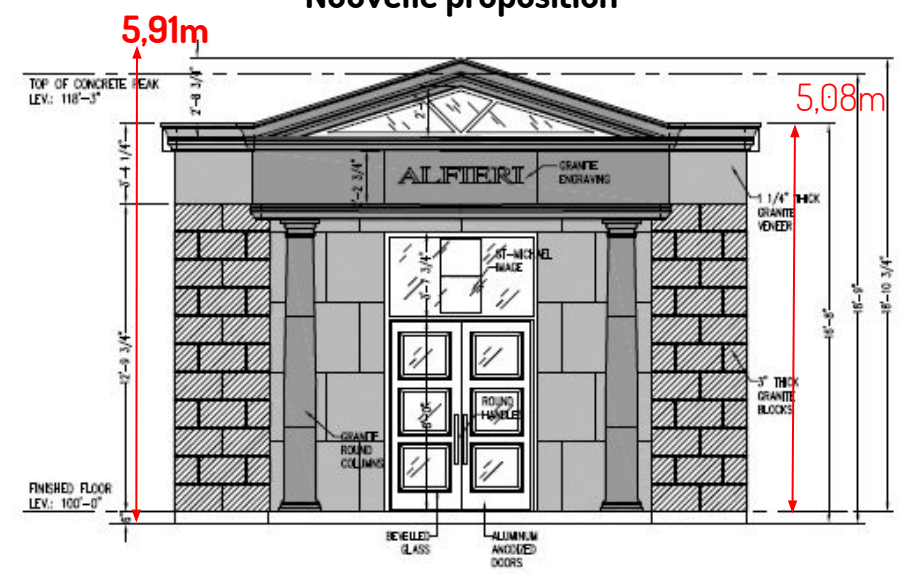 Nouvelle proposition
5,91m
TOP OF CONCRETE PEAK
LEV.: 118'-3"
2'-8 3/4"
5,08m
3'-4 1/4"
ALFIERI
GRANITE
ENGRAVING
1 1/4" THICK
GRANITE
VENEER
ST-MICHAEL
IMAGE
12'-9 3/4"
16'-8"
18'-9"
18'-10 3/4"
3" THICK
GRANITE
BLOCKS
ROUND
HANDLES
GRANITE
ROUND
COLUMNS
FINISHED FLOOR
LEV.: 100'-0"
6"
BEVELLED
GLASS
ALUMINUM
ANODIZED
DOORS